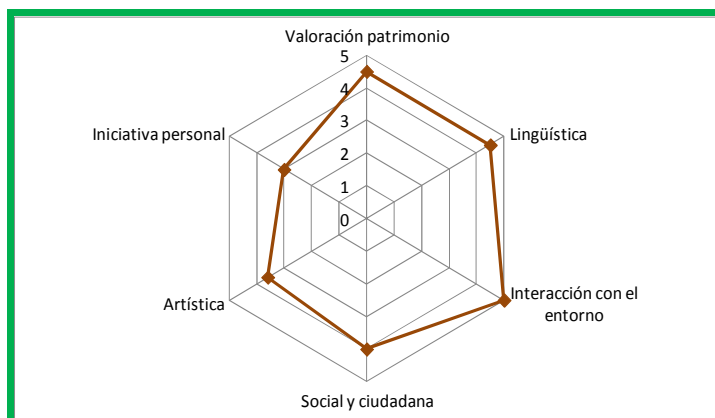 Valoración patrimonio
5
4
3
2
1
0
Lingüística
Interacción con el
entorno
Social y ciudadana
Artística
Iniciativa personal